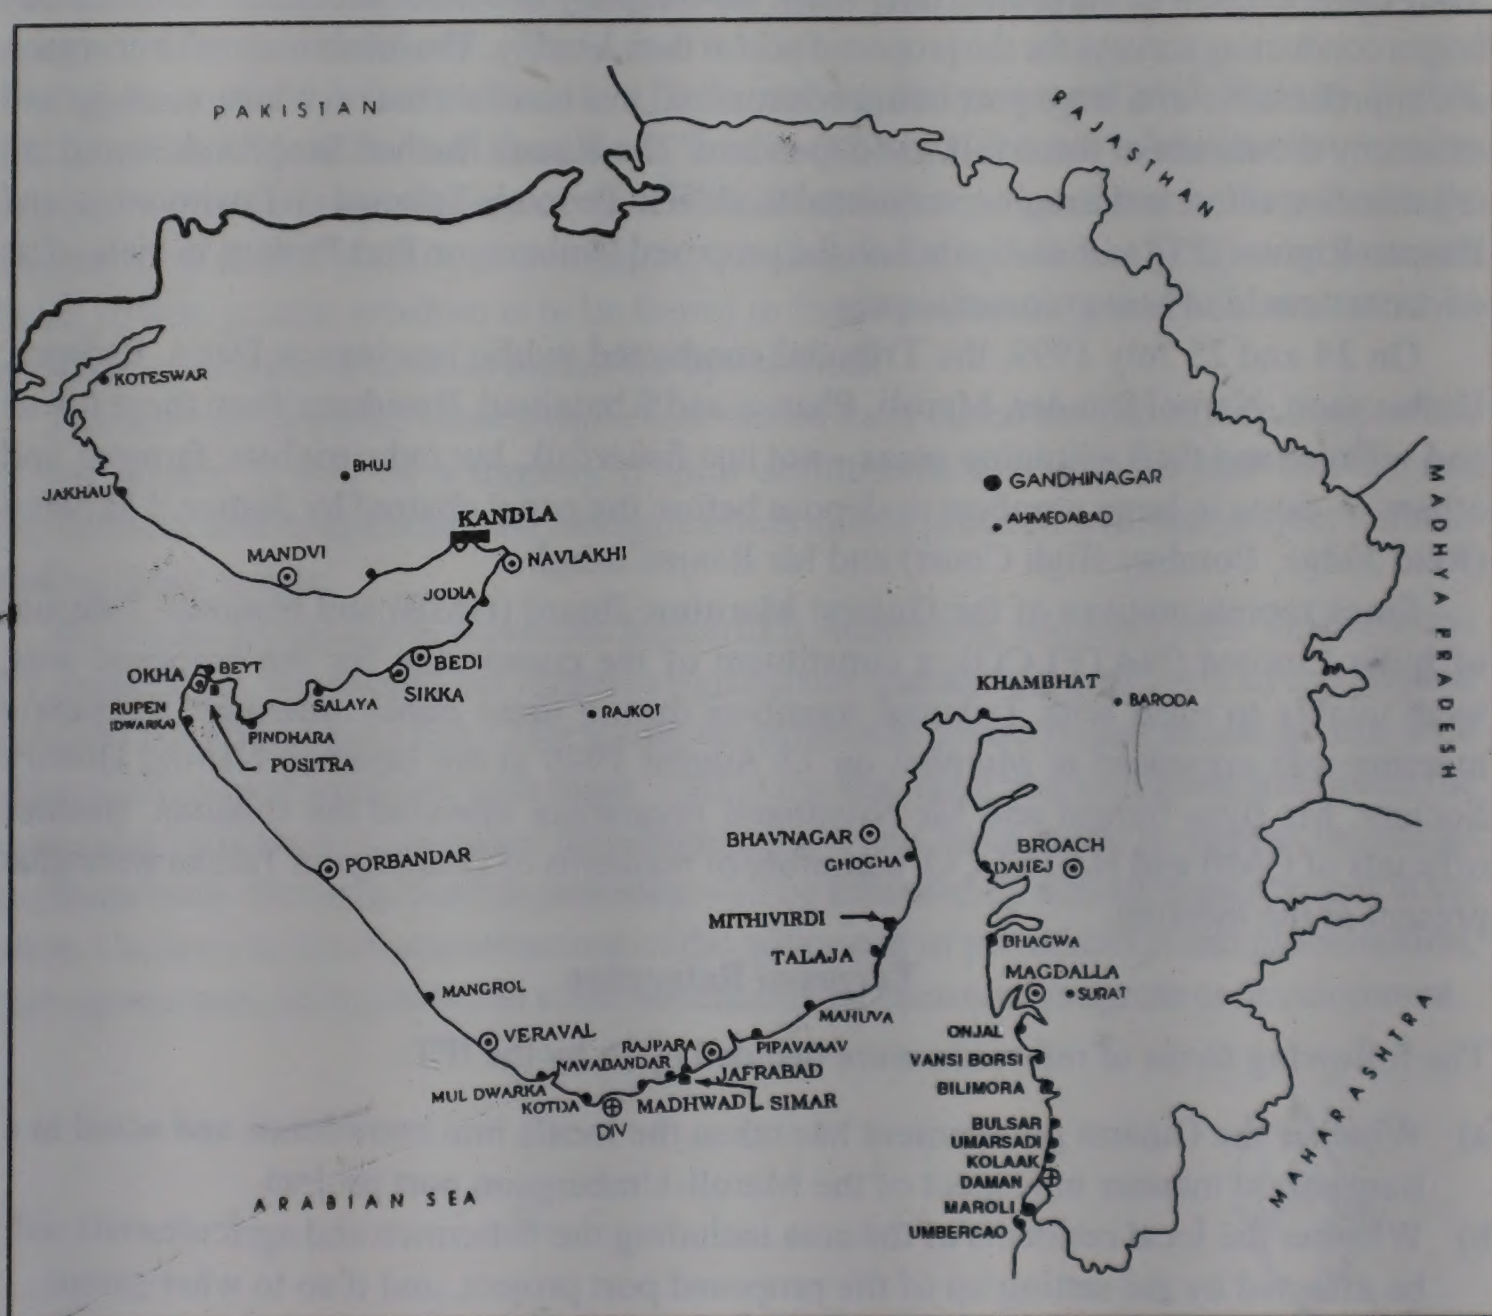 PAKISTAN
RAJASTHAN
KOTESWAR
BHUJ
JAKHAU
KANDLA
MANDVI
NAVLAKHI
JODIA
GANDHINAGAR
AHMEDABAD
MADHYA PRADESH
OKHA
BEYT
BEDI
SIKKA
SALAYA
RUPEN
(DWARKA)
PINDHARA
POSITRA
RAJKOT
KHAMBHAT
BARODA
BHAVNAGAR
GHOGHA
BROACH
DAHEJ
PORBANDAR
MITHIVIRDI
TALAJA
BHAGWA
MAGDALLA
SURAT
MANGROL
MAHUVA
ONJAL
VERAVAL
RAJPARA
PIPAVAAAV
VANSI BORSI
NAVABANDAR
JAFRABAD
BILIMORA
MUL DWARKA
KOTDA
MADHWAD
SIMAR
DIV
BULSAR
UMARSADI
KOLAAK
DAMAN
MAROLI
UMBERCAO
MAHARASHTRA
ARABIAN SEA